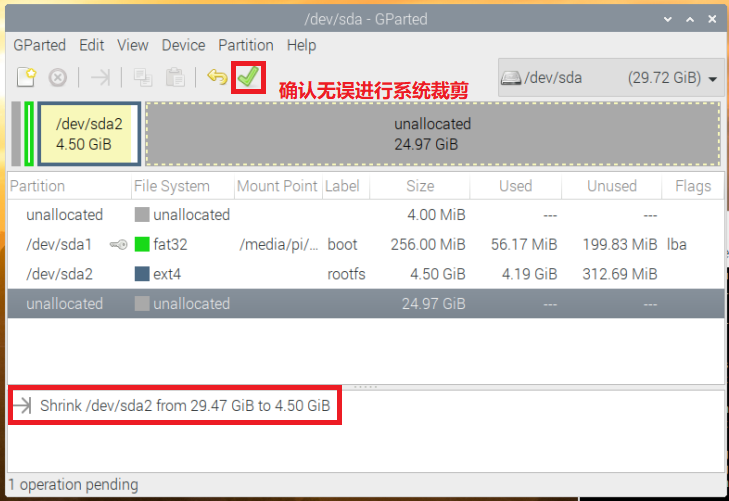 /dev/sda - GParted
GParted Edit View Device Partition Help
确认无误进行系统裁剪
/dev/sda (29.72 GiB)
/dev/sda2
4.50 GiB
unallocated
24.97 GiB
Partition File System Mount Point Label Size Used Unused Flags
unallocated unallocated 4.00 MiB --- ---
/dev/sda1 fat32 /media/pi/... boot 256.00 MiB 56.17 MiB 199.83 MiB lba
/dev/sda2 ext4 rootfs 4.50 GiB 4.19 GiB 312.69 MiB
unallocated unallocated 24.97 GiB --- ---
Shrink /dev/sda2 from 29.47 GiB to 4.50 GiB
1 operation pending